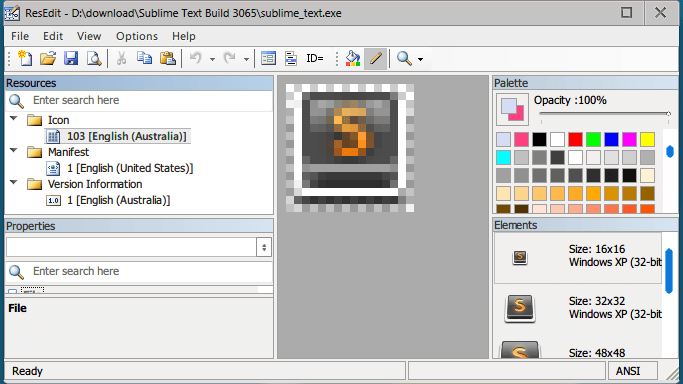 ResEdit - D:\download\Sublime Text Build 3065\sublime_text.exe
File Edit View Options Help
ID=
Resources
Enter search here
Icon
103 [English (Australia)]
Manifest
1 [English (United States)]
Version Information
1.0 1 [English (Australia)]
Properties
Enter search here
File
Palette
Opacity :100%
Elements
Size: 16x16
Windows XP (32-bit
S
Size: 32x32
Windows XP (32-bit
S
Size: 48x48
Ready
ANSI